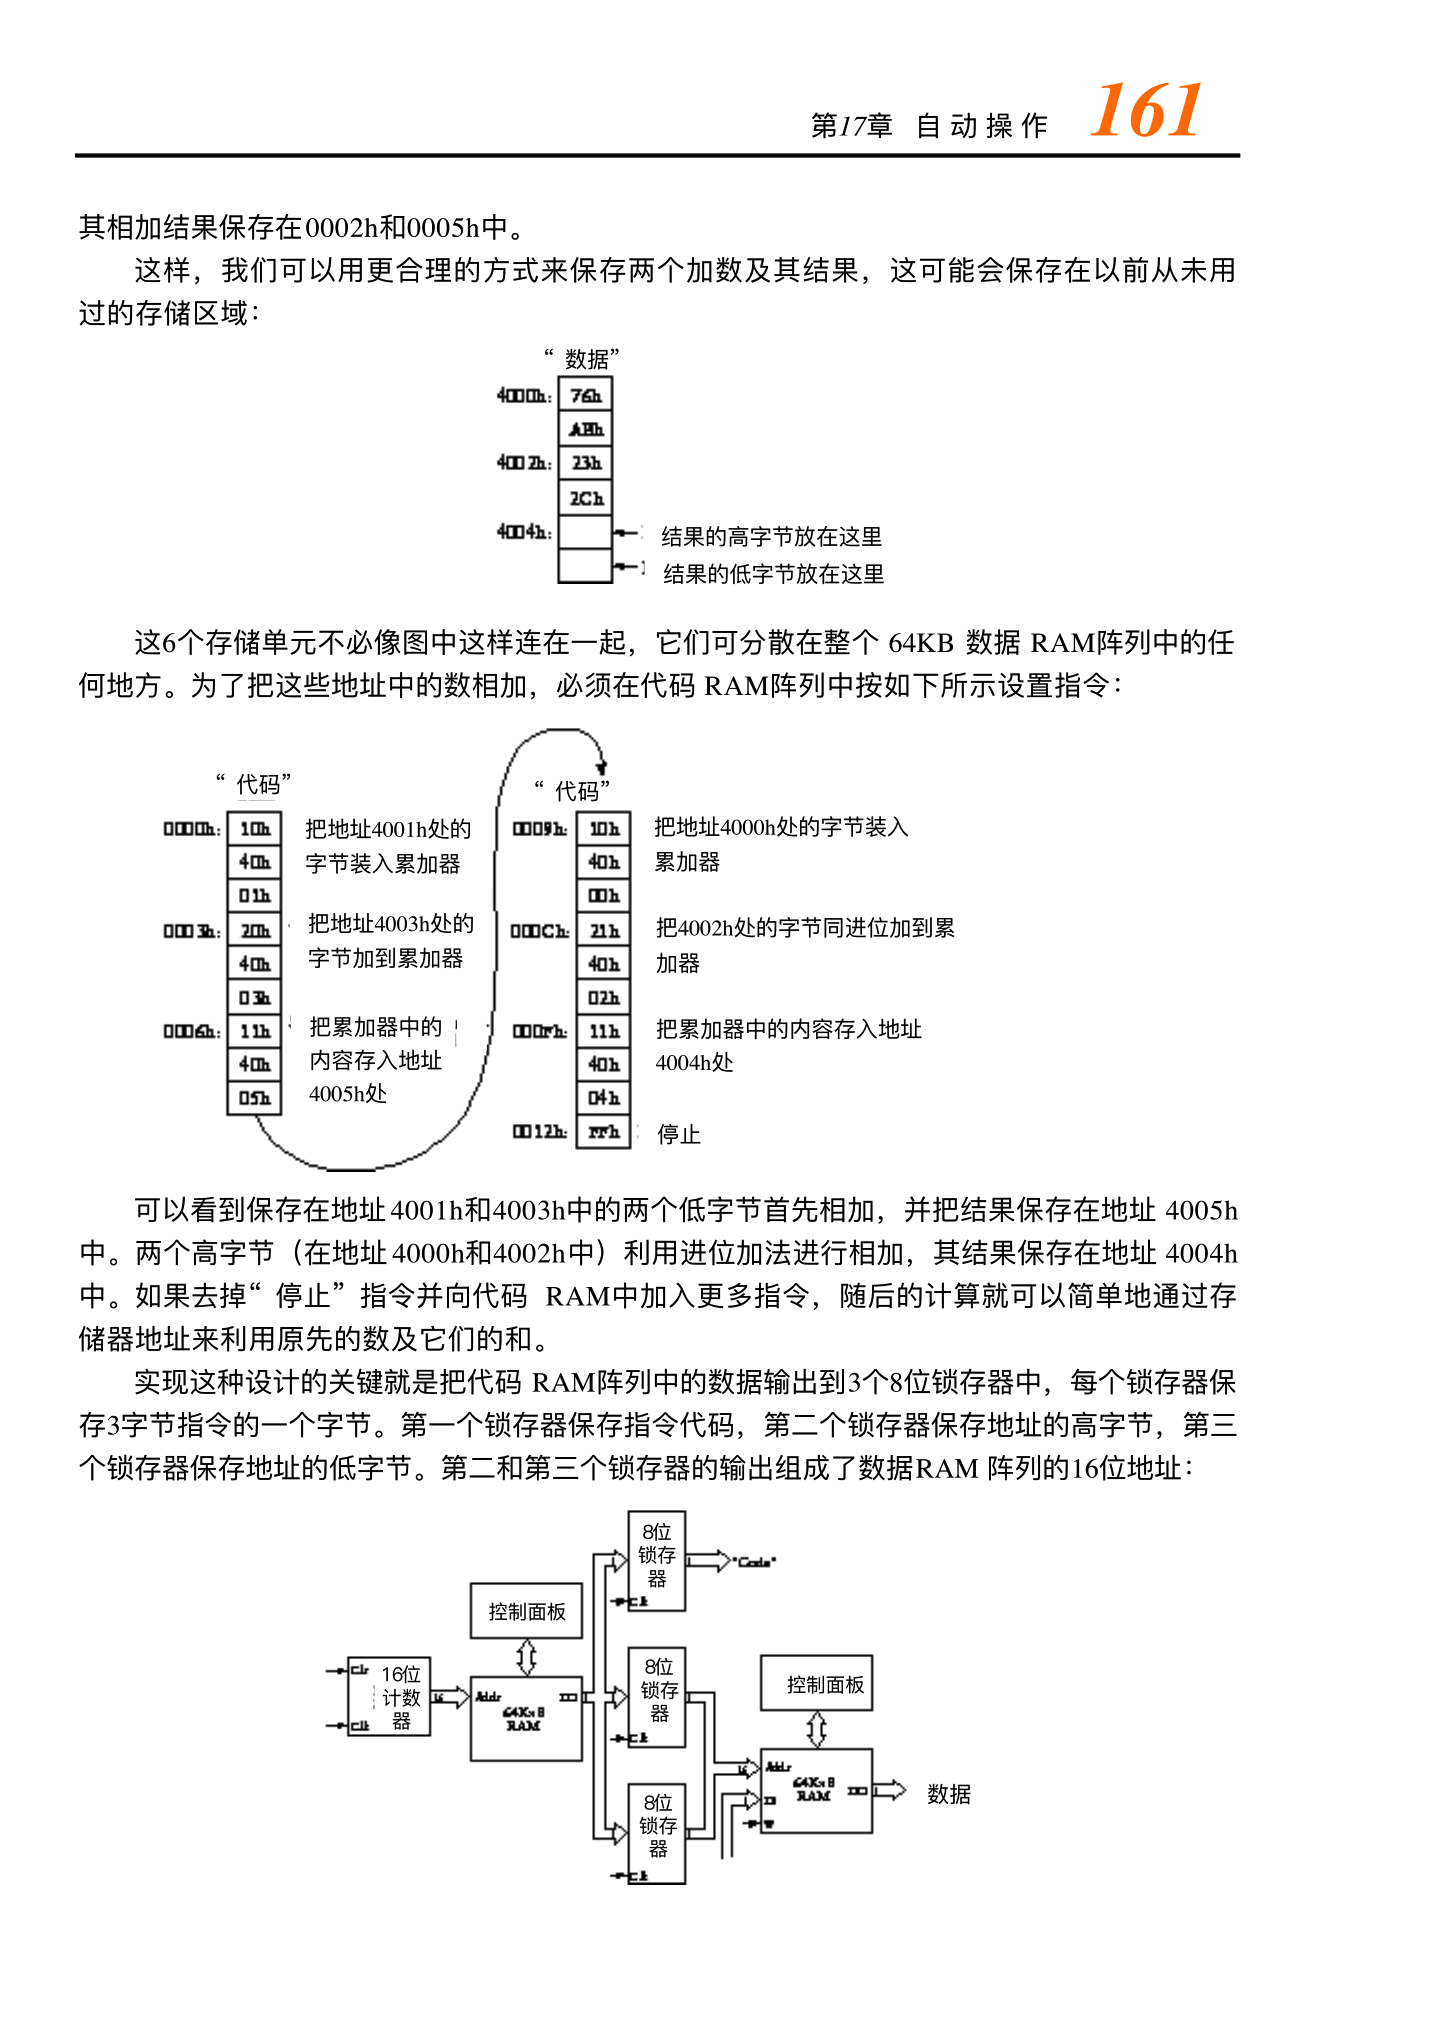 第17章 自动操作 161
其相加结果保存在0002h和0005h中。
这样，我们可以用更合理的方式来保存两个加数及其结果，这可能会保存在以前从未用
过的存储区域：
“数据”
4000h: 76h
4002h: 23h
2Ch
4004h: 结果的高字节放在这里
结果的低字节放在这里
这6个存储单元不必像图中这样连在一起，它们可分散在整个 64KB 数据 RAM阵列中的任
何地方。为了把这些地址中的数相加，必须在代码 RAM阵列中按如下所示设置指令：
“代码”
0000h: 10h 把地址4001h处的
40h 字节装入累加器
01h
0003h: 20h 把地址4003h处的
40h 字节加到累加器
03h
0006h: 11h 把累加器中的
40h 内容存入地址
05h 4005h处
“代码”
0009h: 10h 把地址4000h处的字节装入
40h 累加器
00h
000Ch: 21h 把4002h处的字节同进位加到累
40h 加器
02h
000Fh: 11h 把累加器中的内容存入地址
40h 4004h处
04h
0012h: FFh 停止
可以看到保存在地址4001h和4003h中的两个低字节首先相加，并把结果保存在地址 4005h
中。两个高字节（在地址4000h和4002h中）利用进位加法进行相加，其结果保存在地址 4004h
中。如果去掉“停止”指令并向代码 RAM中加入更多指令，随后的计算就可以简单地通过存
储器地址来利用原先的数及它们的和。
实现这种设计的关键就是把代码 RAM阵列中的数据输出到3个8位锁存器中，每个锁存器保
存3字节指令的一个字节。第一个锁存器保存指令代码，第二个锁存器保存地址的高字节，第三
个锁存器保存地址的低字节。第二和第三个锁存器的输出组成了数据RAM 阵列的16位地址：
8位
锁存
器
Clk
"Code"
控制面板
Clr
16位
计数
器
Clk
16
Addr
64K×8
RAM
8位
锁存
器
Clk
控制面板
16
Addr
64K×8
RAM
W
数据
8位
锁存
器
Clk